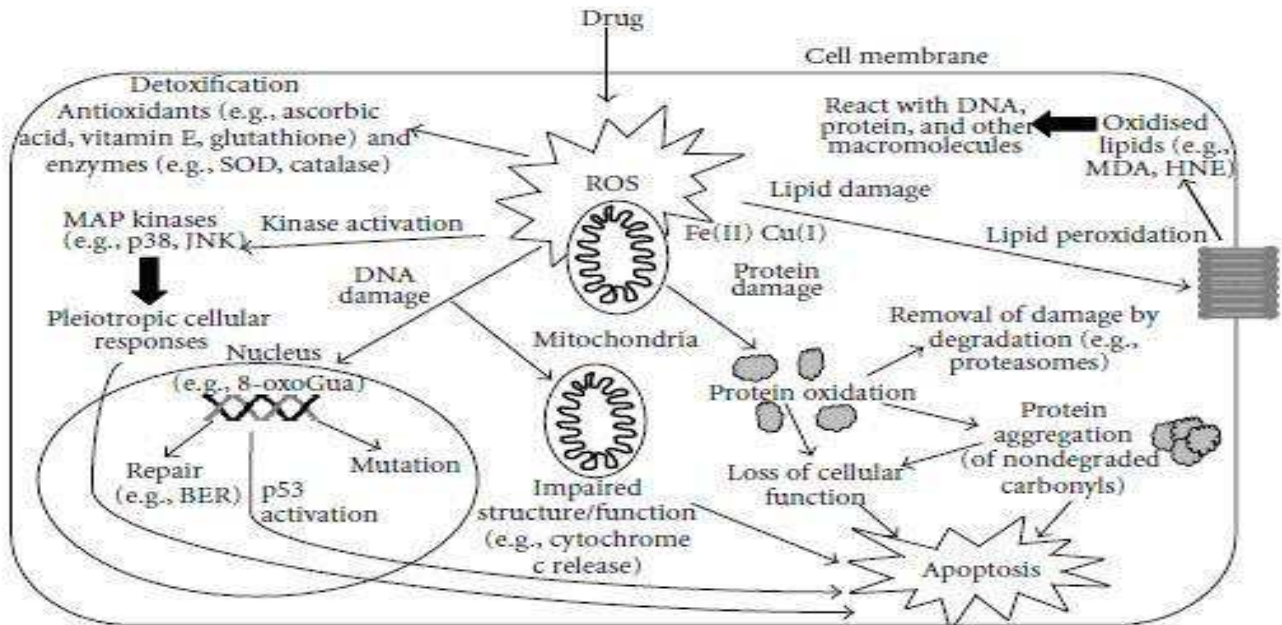 Drug
Cell membrane
Detoxification
Antioxidants (e.g., ascorbic
acid, vitamin E, glutathione) and
enzymes (e.g., SOD, catalase)
React with DNA,
protein, and other
macromolecules
Oxidised
lipids (e.g.,
MDA, HNE)
ROS
Lipid damage
MAP kinases
(e.g., p38, JNK)
Kinase activation
Fe(II) Cu(I)
Lipid peroxidation
DNA
damage
Protein
damage
Pleiotropic cellular
responses
Mitochondria
Removal of damage by
degradation (e.g.,
proteasomes)
Nucleus
(e.g., 8-oxoGua)
Protein oxidation
Protein
aggregation
(of nondegraded
carbonyls)
Repair
(e.g., BER)
Mutation
p53
activation
Impaired
structure/function
(e.g., cytochrome
c release)
Loss of cellular
function
Apoptosis